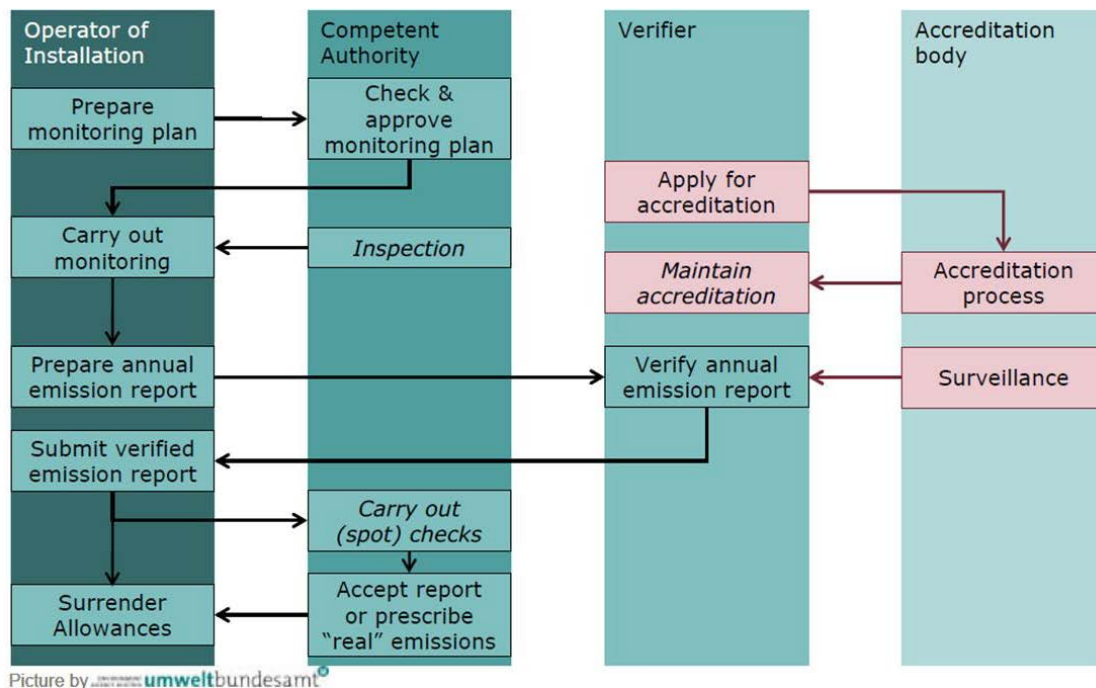 Operator of
Installation
Competent
Authority
Verifier
Accreditation
body
Prepare
monitoring plan
Check &
approve
monitoring plan
Apply for
accreditation
Carry out
monitoring
Inspection
Maintain
accreditation
Accreditation
process
Prepare annual
emission report
Verify annual
emission report
Surveillance
Submit verified
emission report
Carry out
(spot) checks
Surrender
Allowances
Accept report
or prescribe
“real” emissions
Picture by umweltbundesamt